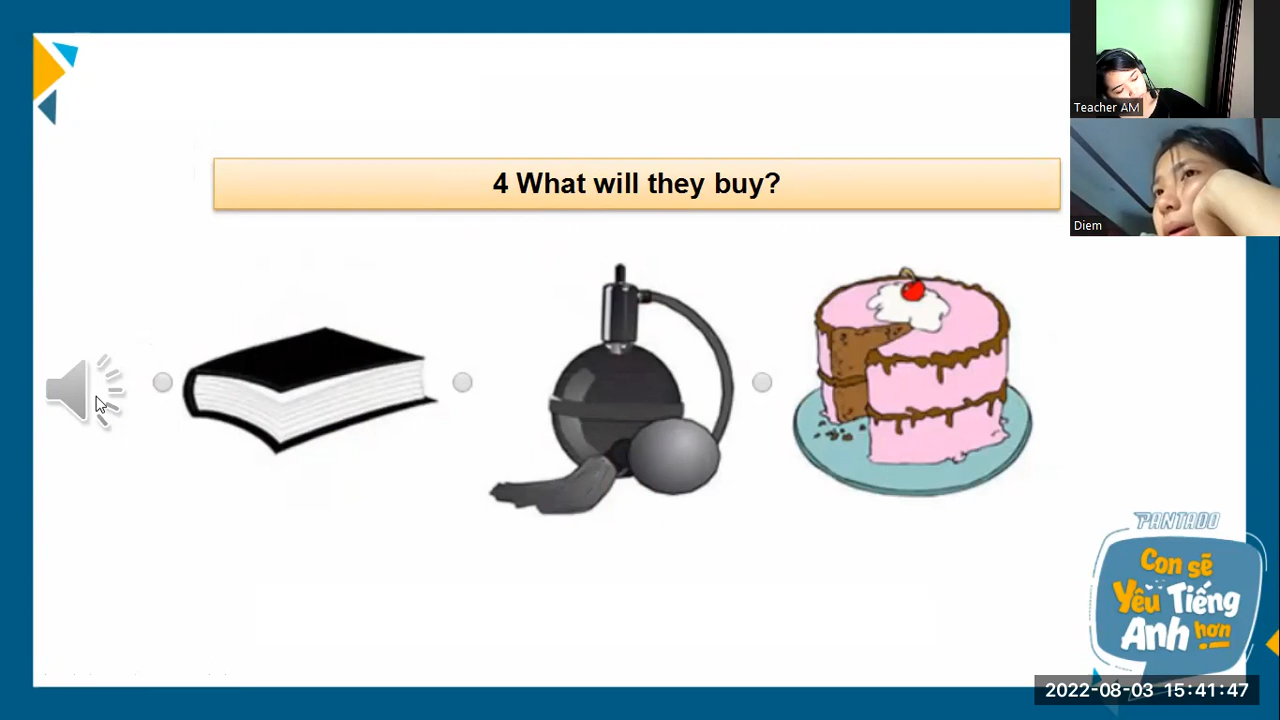 Teacher AM
4 What will they buy?
Diem
PANTADO
Con sẽ
Yêu Tiếng
Anh hơn
2022-08-03 15:41:47